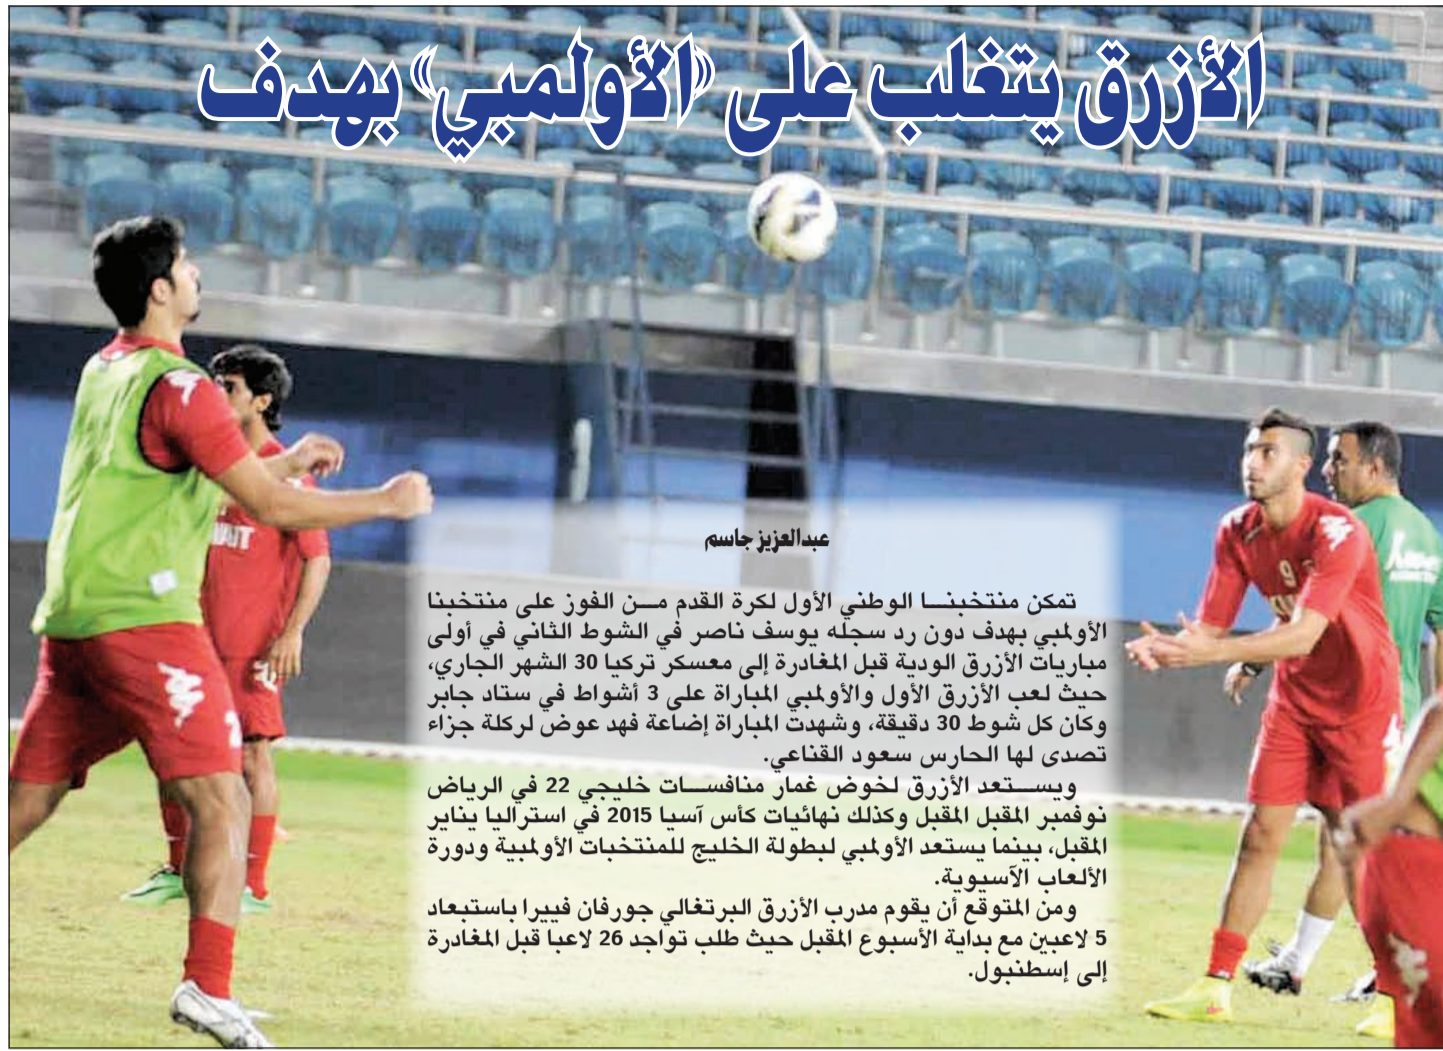 الأزرق يتغلب على «الأولمبي» بهدف
عبدالعزيز جاسم
تمكن منتخبنا الوطني الأول لكرة القدم من الفوز على منتخبنا
الأولمبي بهدف دون رد سجله يوسف ناصر في الشوط الثاني في أولى
مباريات الأزرق الودية قبل المغادرة إلى معسكر تركيا 30 الشهر الجاري،
حيث لعب الأزرق الأول والأولمبي المباراة على 3 أشواط في ستاد جابر
وكان كل شوط 30 دقيقة، وشهدت المباراة إضاعة فهد عوض لركلة جزاء
تصدى لها الحارس سعود القناعي.
ويستعد الأزرق لخوض غمار منافسات خليجي 22 في الرياض
نوفمبر المقبل المقبل وكذلك نهائيات كأس آسيا 2015 في استراليا يناير
المقبل، بينما يستعد الأولمبي لبطولة الخليج للمنتخبات الأولمبية ودورة
الألعاب الآسيوية.
ومن المتوقع أن يقوم مدرب الأزرق البرتغالي جورفان فييرا باستبعاد
5 لاعبين مع بداية الأسبوع المقبل حيث طلب تواجد 26 لاعبا قبل المغادرة
إلى إسطنبول.
9